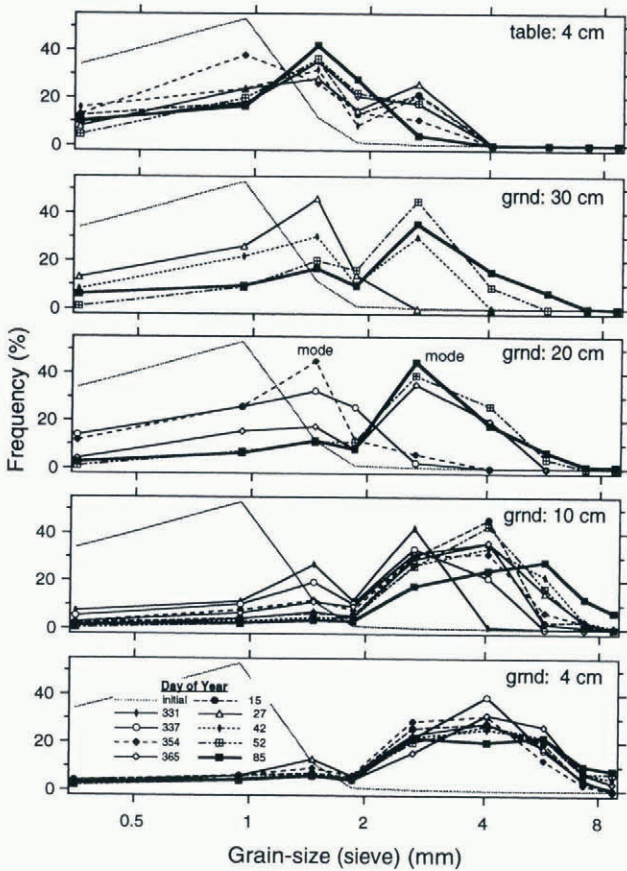 table: 4 cm
40
20
0
grnd: 30 cm
40
20
0
grnd: 20 cm
mode
mode
40
20
0
grnd: 10 cm
40
20
0
grnd: 4 cm
40
20
0
Day of Year
initial
15
331
27
337
42
354
52
365
85
Frequency (%)
0.5
1
2
4
8
Grain-size (sieve) (mm)